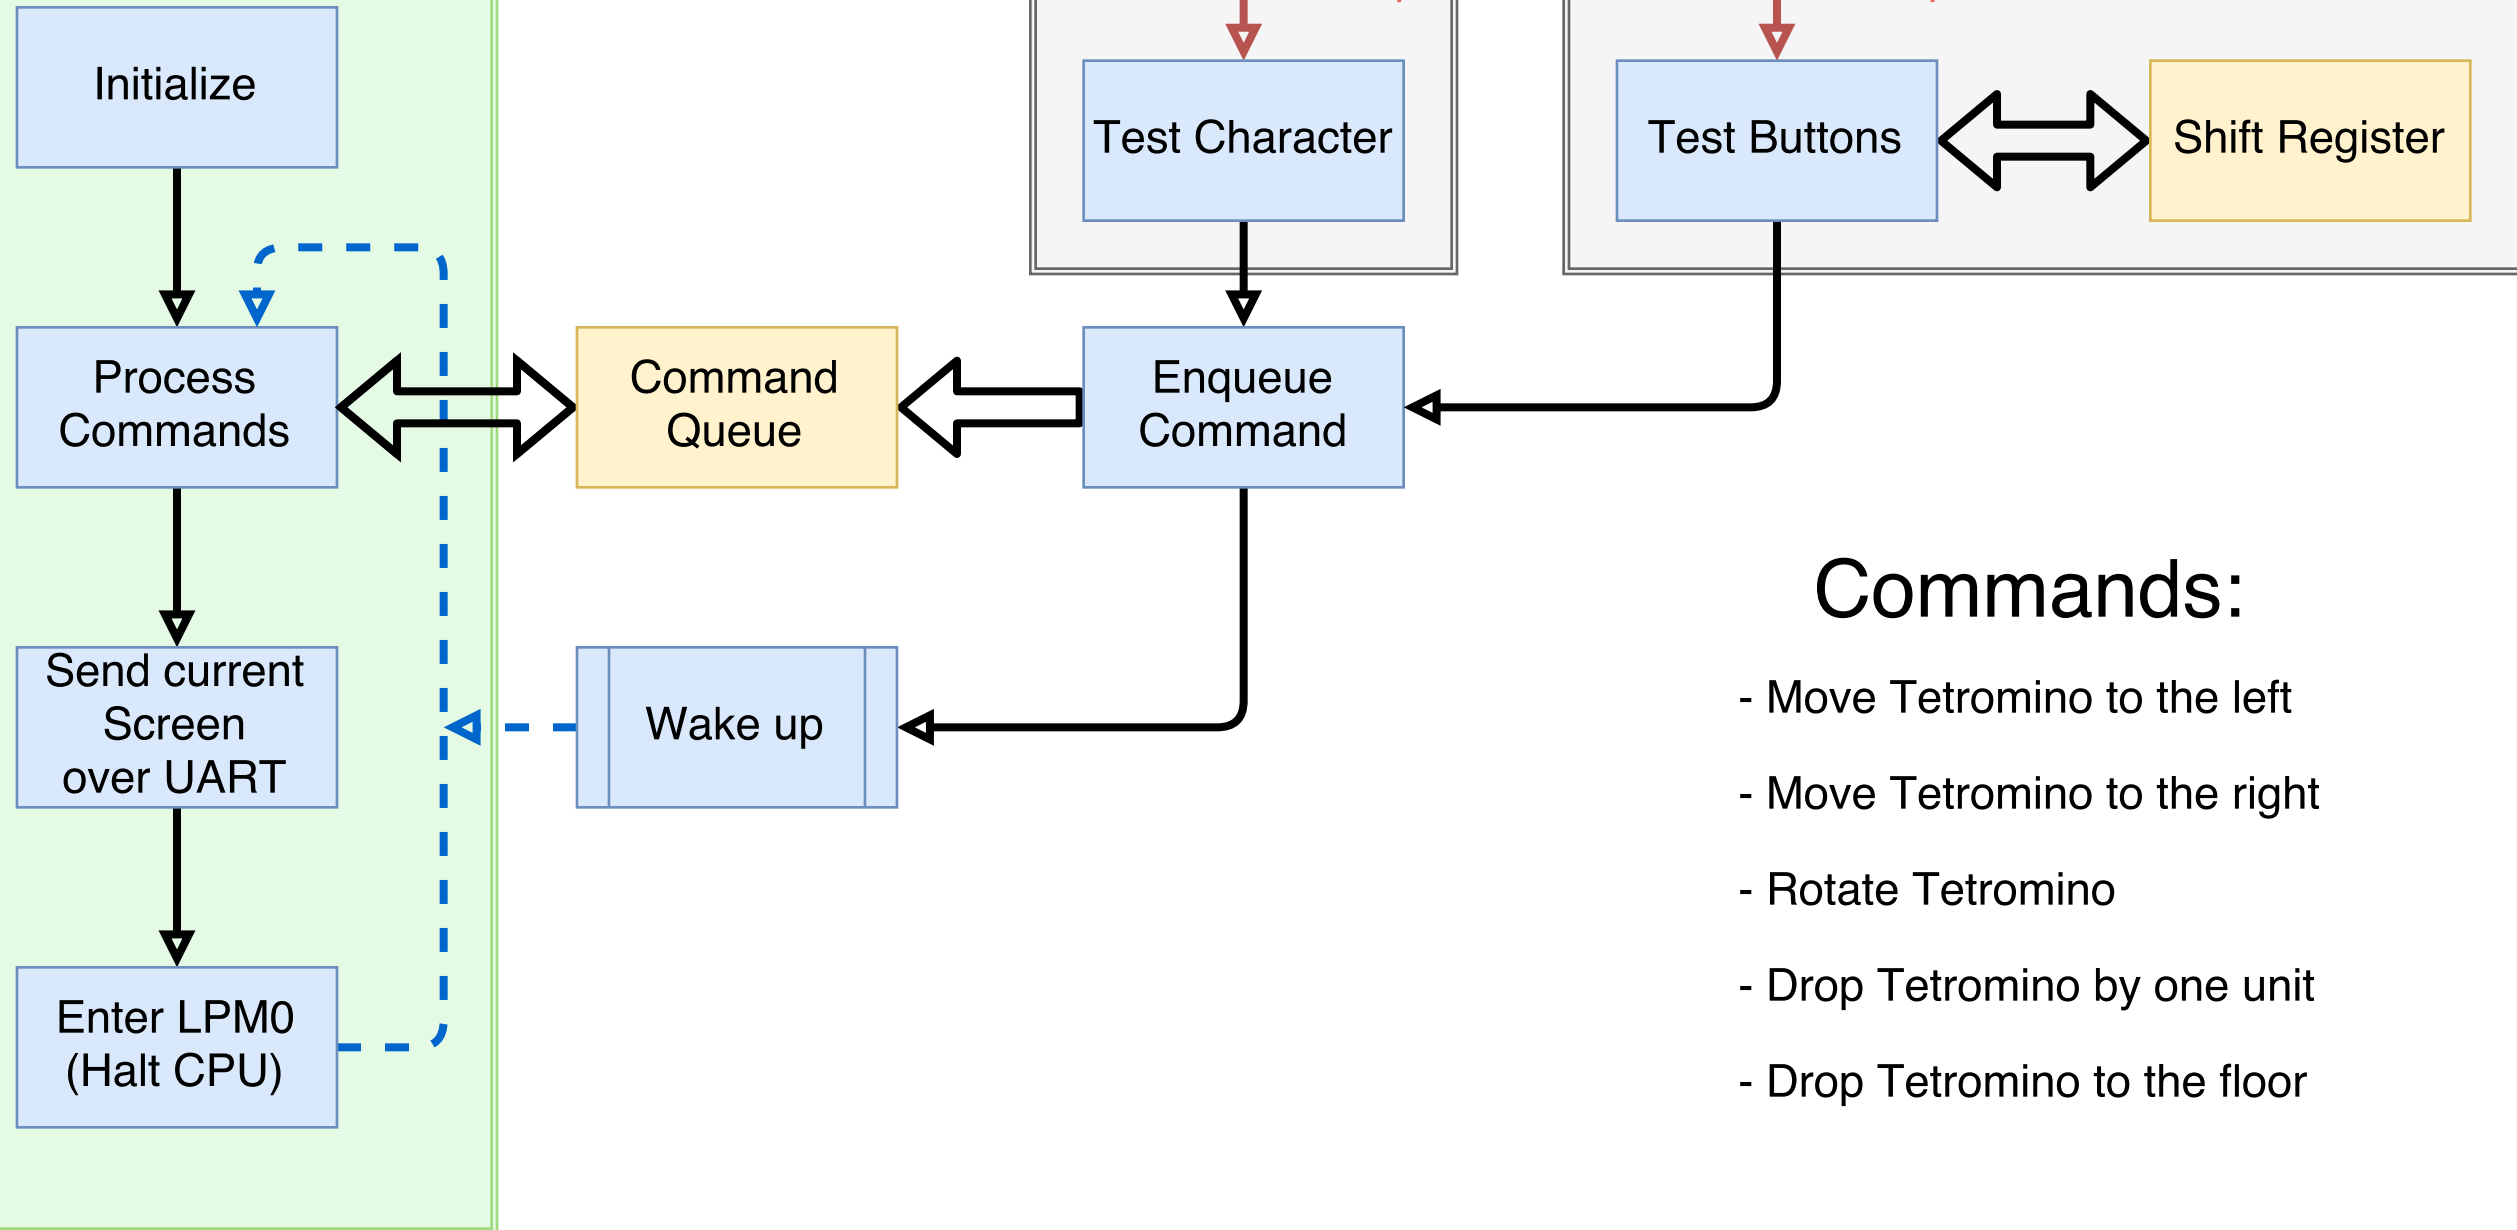 Initialize
Test Character
Test Buttons
Shift Register
Process
Commands
Command
Queue
Enqueue
Command
Send current
Screen
over UART
Wake up
Enter LPM0
(Halt CPU)
Commands:
- Move Tetromino to the left
- Move Tetromino to the right
- Rotate Tetromino
- Drop Tetromino by one unit
- Drop Tetromino to the floor